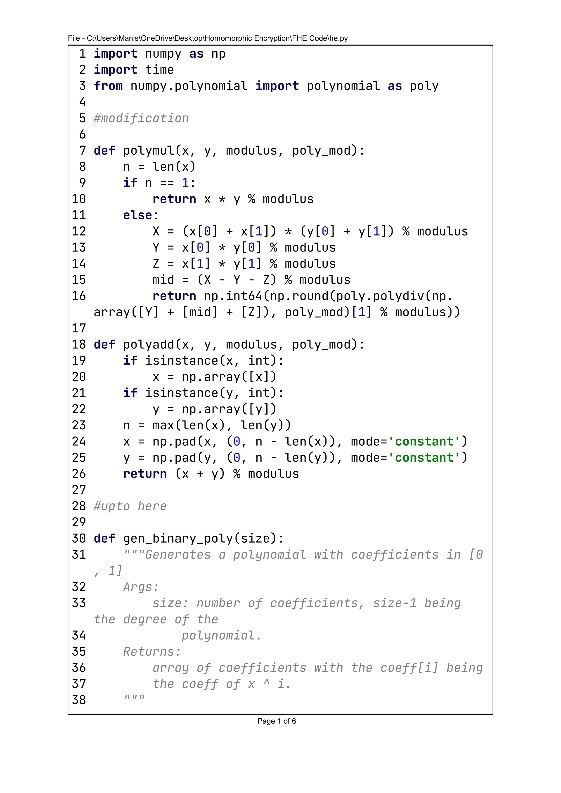 File - C:\Users\Manis\OneDrive\Desktop\Homomorphic Encryption\FHE Code\he.py
1 import numpy as np
2 import time
3 from numpy.polynomial import polynomial as poly
4
5 #modification
6
7 def polymul(x, y, modulus, poly_mod):
8     n = len(x)
9     if n == 1:
10         return x * y % modulus
11     else:
12         X = (x[0] + x[1]) * (y[0] + y[1]) % modulus
13         Y = x[0] * y[0] % modulus
14         Z = x[1] * y[1] % modulus
15         mid = (X - Y - Z) % modulus
16         return np.int64(np.round(poly.polydiv(np.
array([Y] + [mid] + [Z]), poly_mod)[1] % modulus))
17
18 def polyadd(x, y, modulus, poly_mod):
19     if isinstance(x, int):
20         x = np.array([x])
21     if isinstance(y, int):
22         y = np.array([y])
23     n = max(len(x), len(y))
24     x = np.pad(x, (0, n - len(x)), mode='constant')
25     y = np.pad(y, (0, n - len(y)), mode='constant')
26     return (x + y) % modulus
27
28 #upto here
29
30 def gen_binary_poly(size):
31     """Generates a polynomial with coefficients in [0
, 1]
32     Args:
33         size: number of coefficients, size-1 being
the degree of the
34             polynomial.
35     Returns:
36         array of coefficients with the coeff[i] being
37         the coeff of x ^ i.
38     """
Page 1 of 6